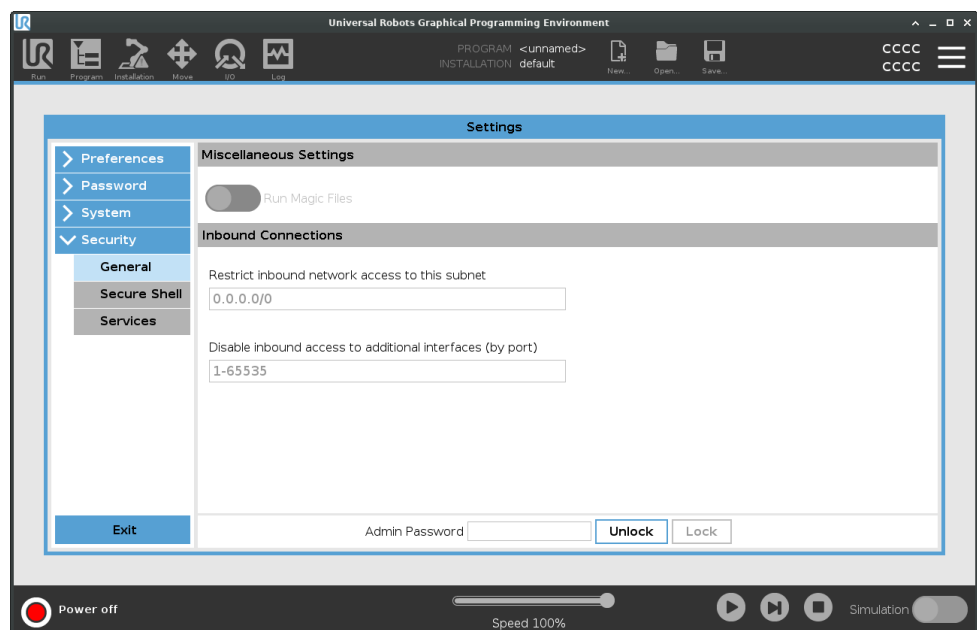 Universal Robots Graphical Programming Environment
UR
Run
Program
Installation
Move
I/O
Log
PROGRAM <unnamed>
INSTALLATION default
New...
Open...
Save...
cccc
cccc
Settings
Preferences
Password
System
Security
General
Secure Shell
Services
Exit
Miscellaneous Settings
Run Magic Files
Inbound Connections
Restrict inbound network access to this subnet
0.0.0.0/0
Disable inbound access to additional interfaces (by port)
1-65535
Admin Password
Unlock
Lock
Power off
Speed 100%
Simulation